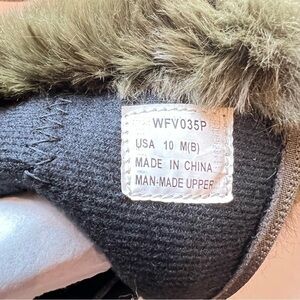 WFV035P
USA 10 M(B)
MADE IN CHINA
MAN-MADE UPPER